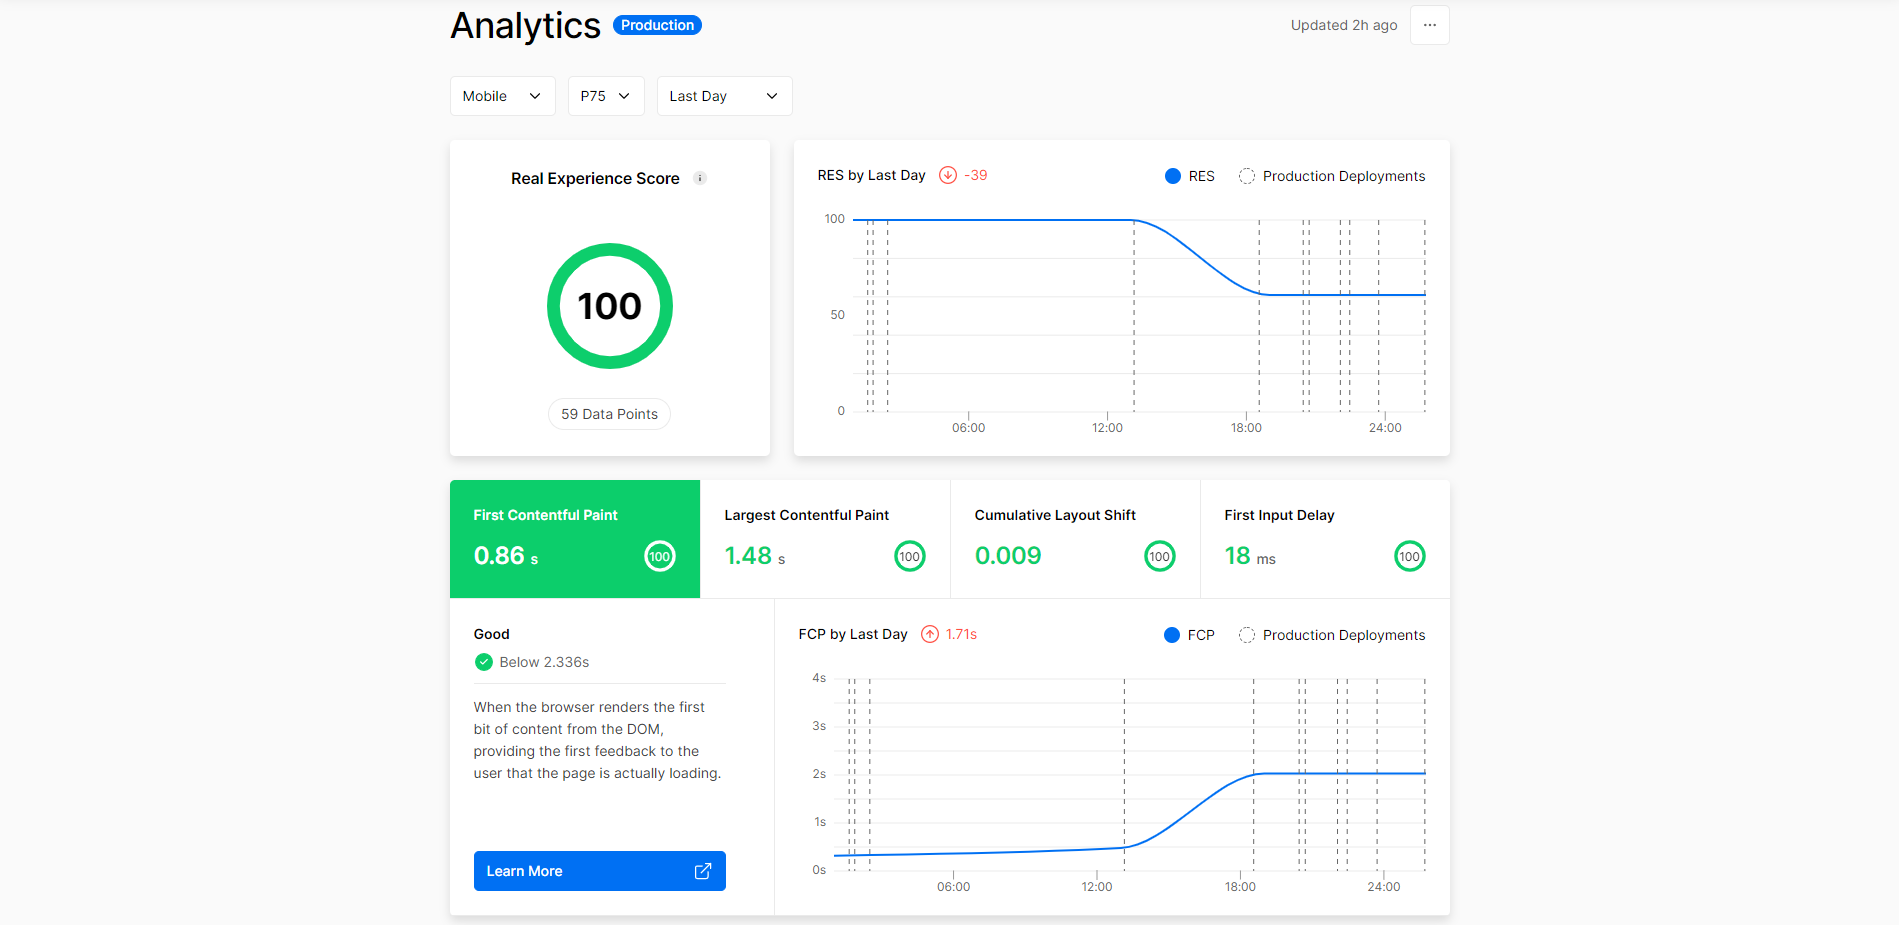 Analytics
Production
Updated 2h ago
Mobile
P75
Last Day
Real Experience Score
100
59 Data Points
RES by Last Day
-39
RES
Production Deployments
100
50
0
06:00
12:00
18:00
24:00
First Contentful Paint
0.86 s
100
Largest Contentful Paint
1.48 s
100
Cumulative Layout Shift
0.009
100
First Input Delay
18 ms
100
Good
Below 2.336s
When the browser renders the first
bit of content from the DOM,
providing the first feedback to the
user that the page is actually loading.
Learn More
FCP by Last Day
1.71s
FCP
Production Deployments
4s
3s
2s
1s
0s
06:00
12:00
18:00
24:00